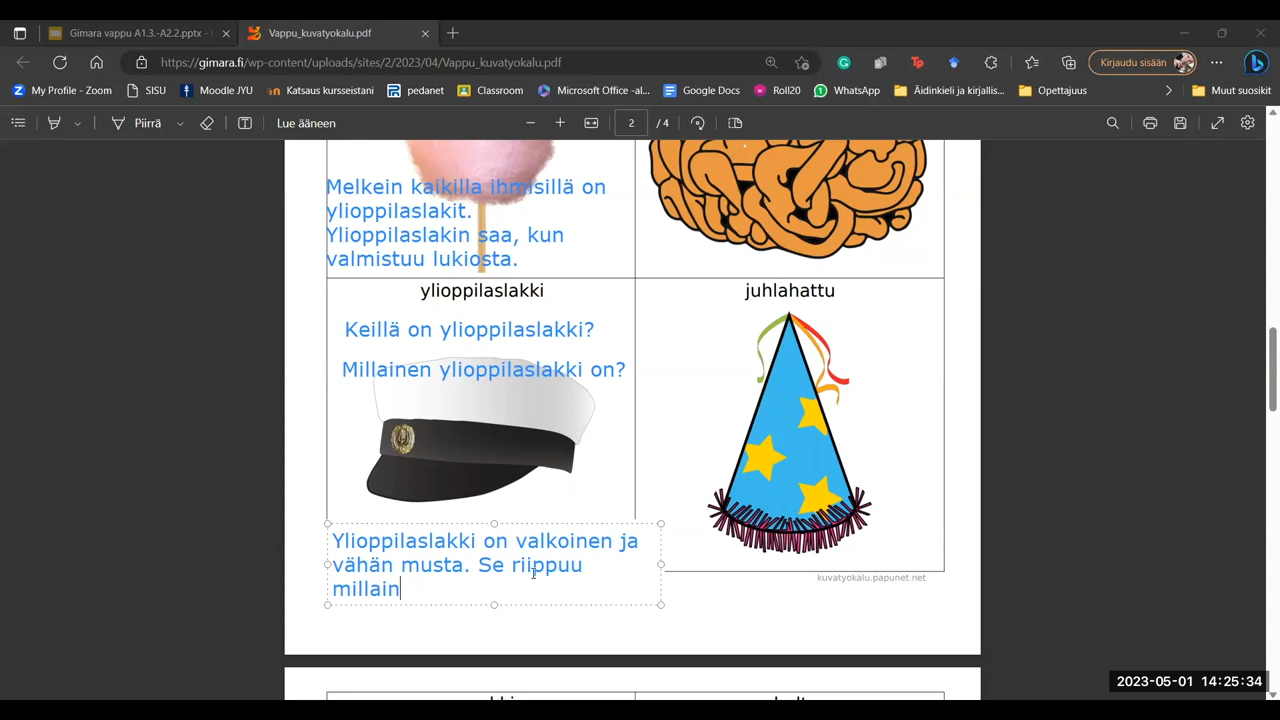 Gimara vappu A1.3.-A2.2.pptx -
Vappu_kuvatyokalu.pdf
https://gimara.fi/wp-content/uploads/sites/2/2023/04/Vappu_kuvatyokalu.pdf
Kirjaudu sisään
My Profile - Zoom
SISU
Moodle JYU
Katsaus kursseistani
pedanet
Classroom
Microsoft Office -al...
Google Docs
Roll20
WhatsApp
Äidinkieli ja kirjallis...
Opettajuus
Muut suosikit
Piirrä
Lue ääneen
2 / 4
Melkein kaikilla ihmisillä on
ylioppilaslakit.
Ylioppilaslakin saa, kun
valmistuu lukiosta.
ylioppilaslakki
juhlahattu
Keillä on ylioppilaslakki?
Millainen ylioppilaslakki on?
Ylioppilaslakki on valkoinen ja
vähän musta. Se riippuu
millain
kuvatyokalu.papunet.net
2023-05-01 14:25:34